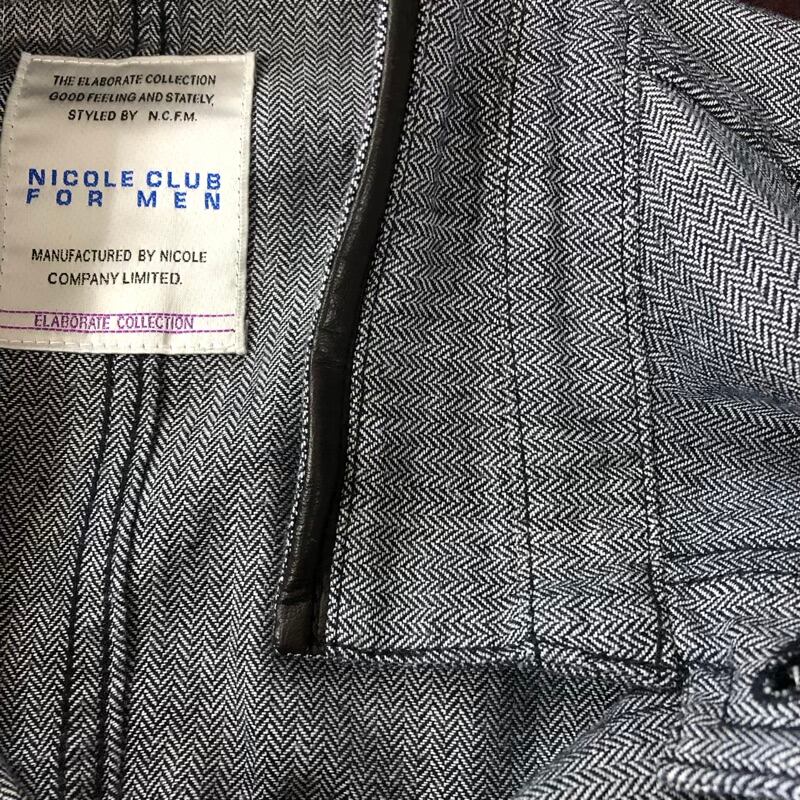 THE ELABORATE COLLECTION
GOOD FEELING AND STATELY,
STYLED BY N.C.F.M.
NICOLE CLUB
FOR MEN
MANUFACTURED BY NICOLE
COMPANY LIMITED.
ELABORATE COLLECTION